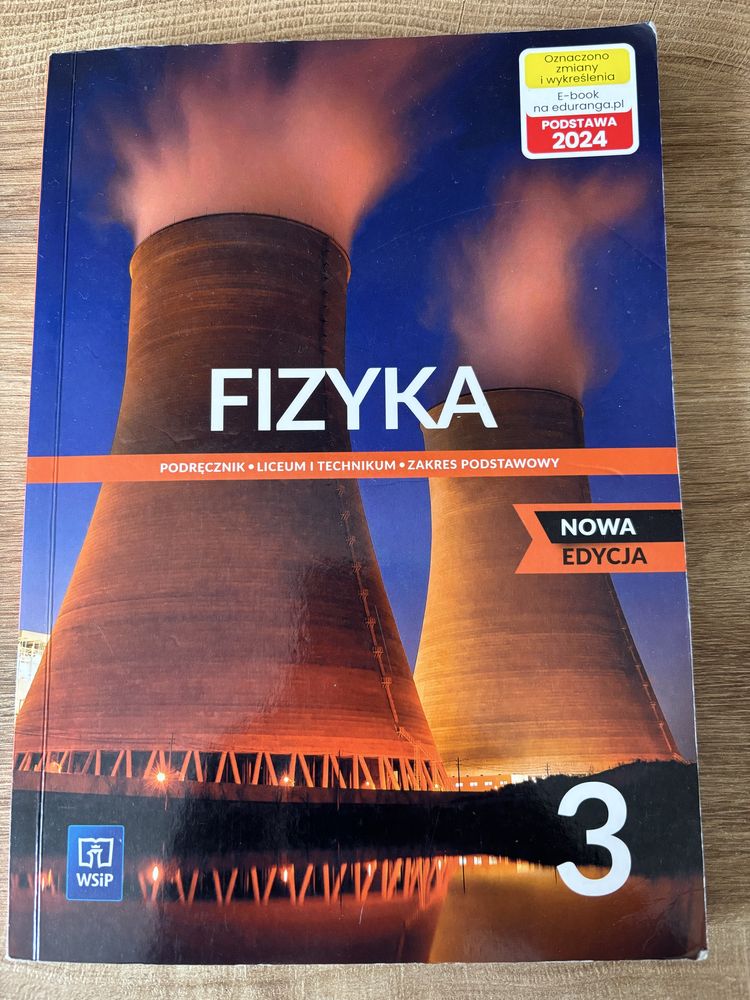 Oznaczono
zmiany
i wykreślenia
E-book
na eduranga.pl
PODSTAWA
2024
FIZYKA
PODRĘCZNIK • LICEUM I TECHNIKUM • ZAKRES PODSTAWOWY
NOWA
EDYCJA
3
WSiP